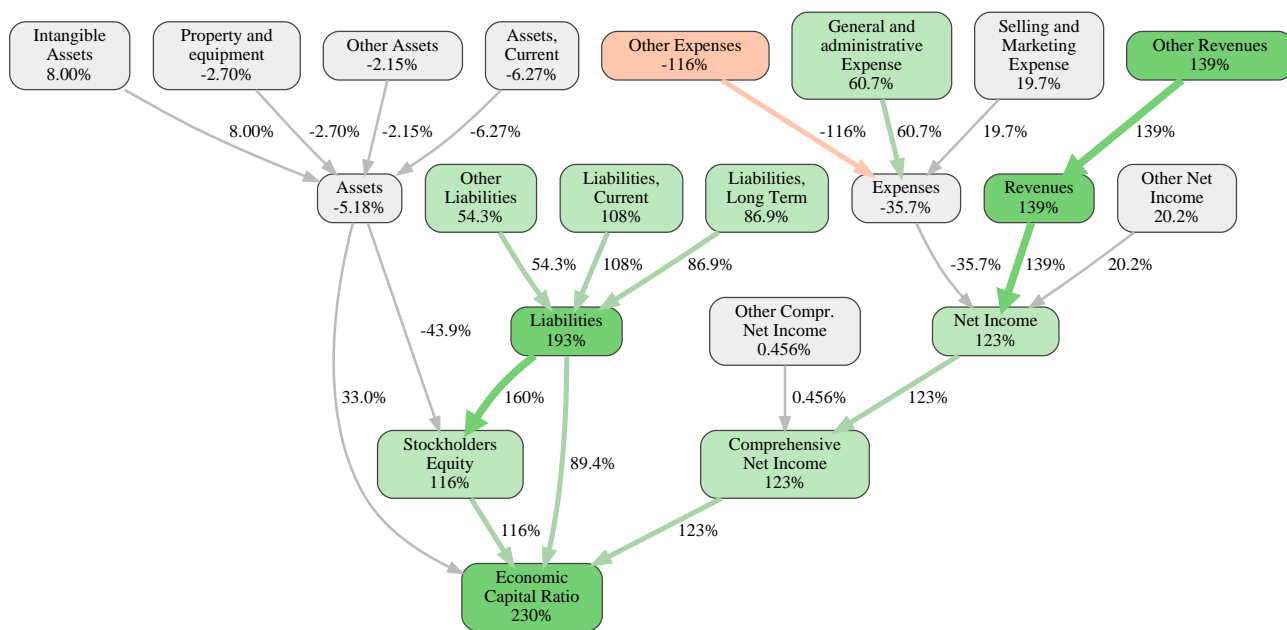 Intangible
Assets
8.00%
Property and
equipment
-2.70%
Other Assets
-2.15%
Assets,
Current
-6.27%
Other Expenses
-116%
General and
administrative
Expense
60.7%
Selling and
Marketing
Expense
19.7%
Other Revenues
139%
8.00%
-2.70%
-2.15%
-6.27%
-116%
60.7%
19.7%
139%
Assets
-5.18%
Other
Liabilities
54.3%
Liabilities,
Current
108%
Liabilities,
Long Term
86.9%
Expenses
-35.7%
Revenues
139%
Other Net
Income
20.2%
54.3%
108%
86.9%
-35.7%
139%
20.2%
-43.9%
Liabilities
193%
Other Compr.
Net Income
0.456%
Net Income
123%
33.0%
160%
0.456%
123%
Stockholders
Equity
116%
89.4%
Comprehensive
Net Income
123%
116%
123%
Economic
Capital Ratio
230%